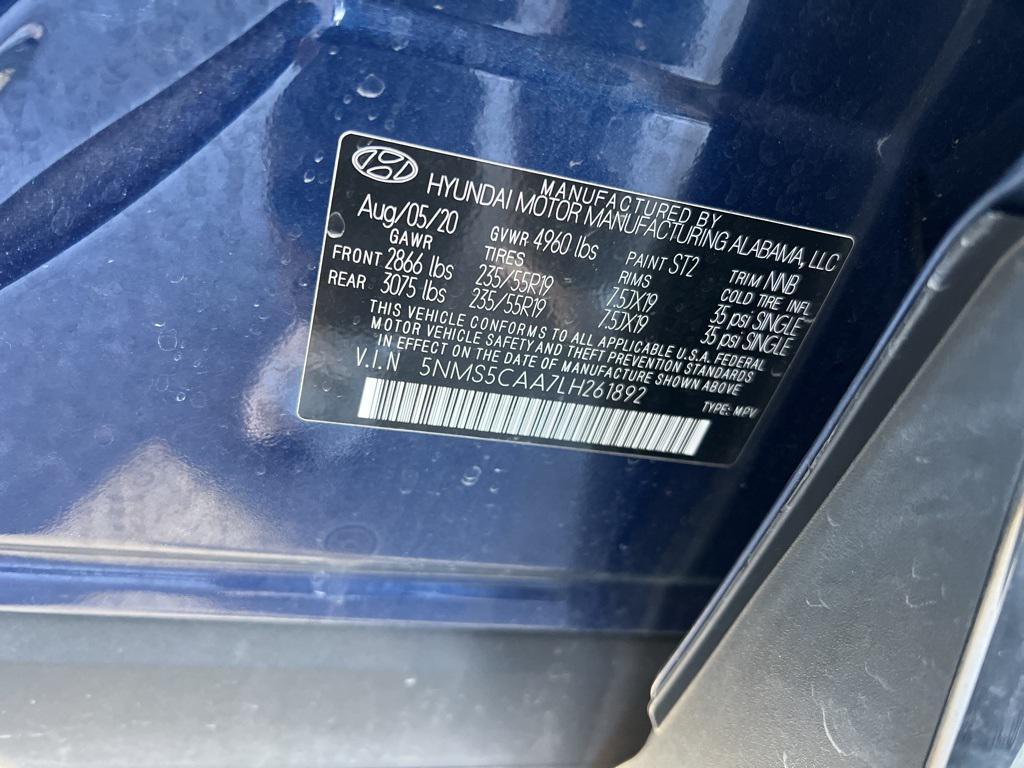 MANUFACTURED BY
HYUNDAI MOTOR MANUFACTURING ALABAMA, LLC
Aug/05/20 GVWR 4960 lbs PAINT ST2 TRIM NNB
GAWR TIRES RIMS COLD TIRE INFL
FRONT 2866 lbs 235/55R19 7.5JX19 35 psi SINGLE
REAR 3075 lbs 235/55R19 7.5JX19 35 psi SINGLE
THIS VEHICLE CONFORMS TO ALL APPLICABLE U.S.A. FEDERAL
MOTOR VEHICLE SAFETY AND THEFT PREVENTION STANDARDS
IN EFFECT ON THE DATE OF MANUFACTURE SHOWN ABOVE
V.I.N 5NMS5CAA7LH261892 TYPE: MPV